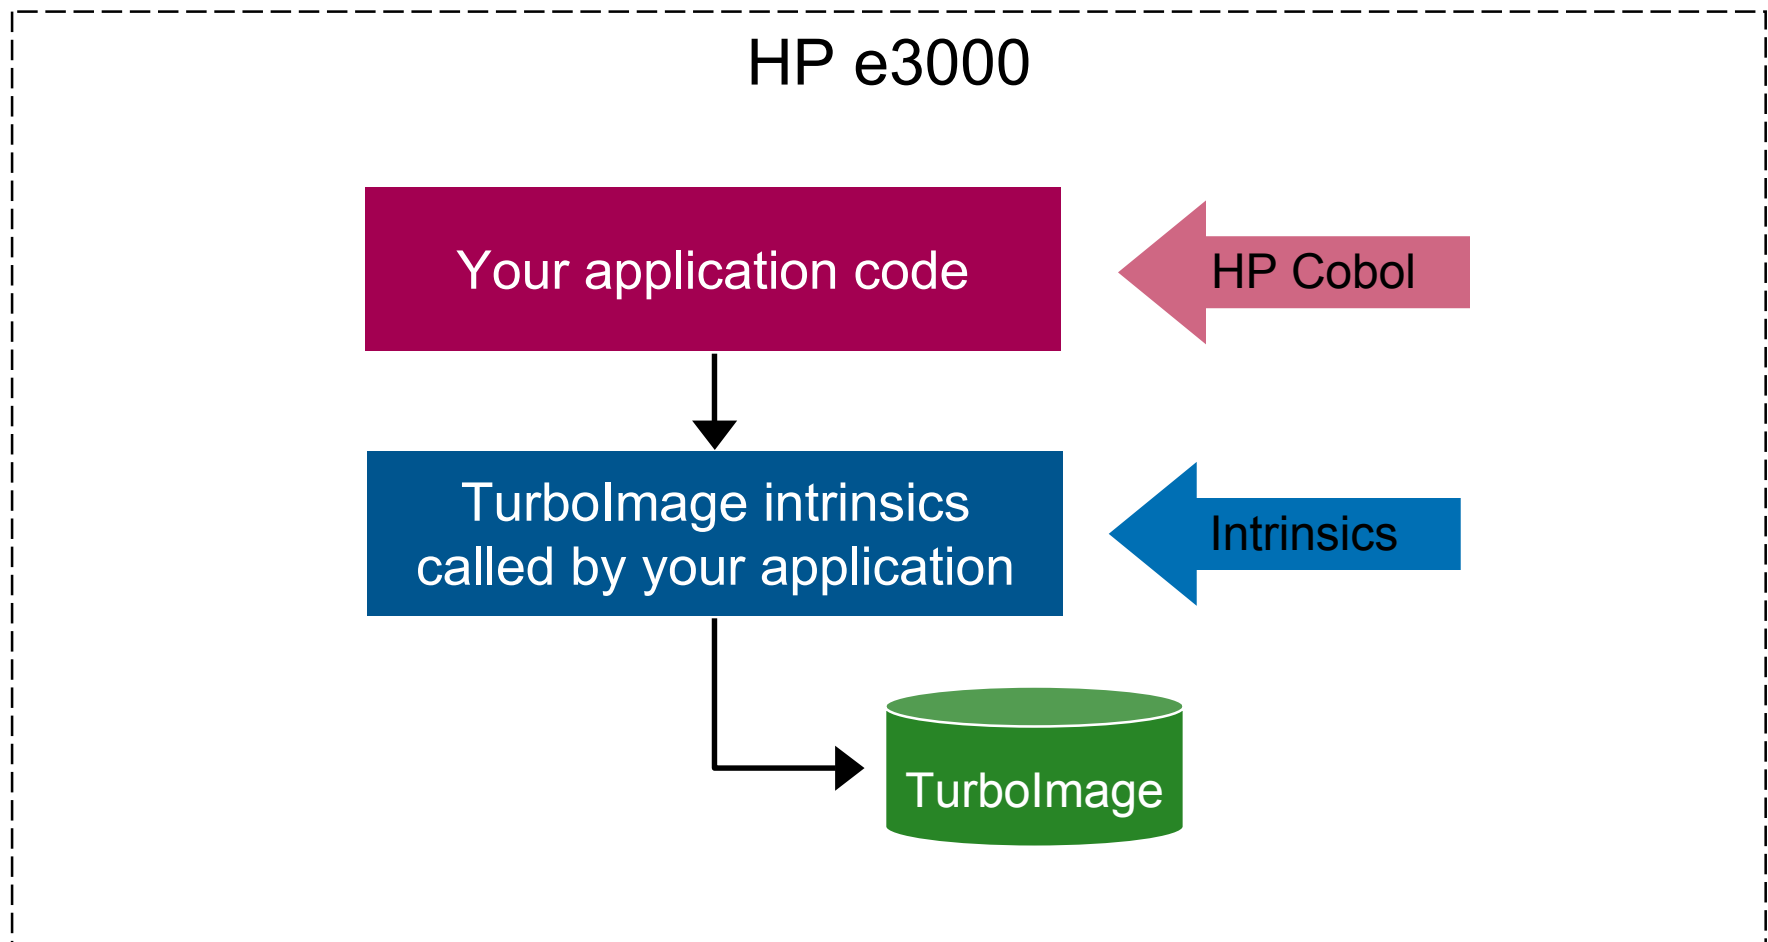 HP e3000
Your application code
HP Cobol
TurboImage intrinsics
called by your application
Intrinsics
TurboImage